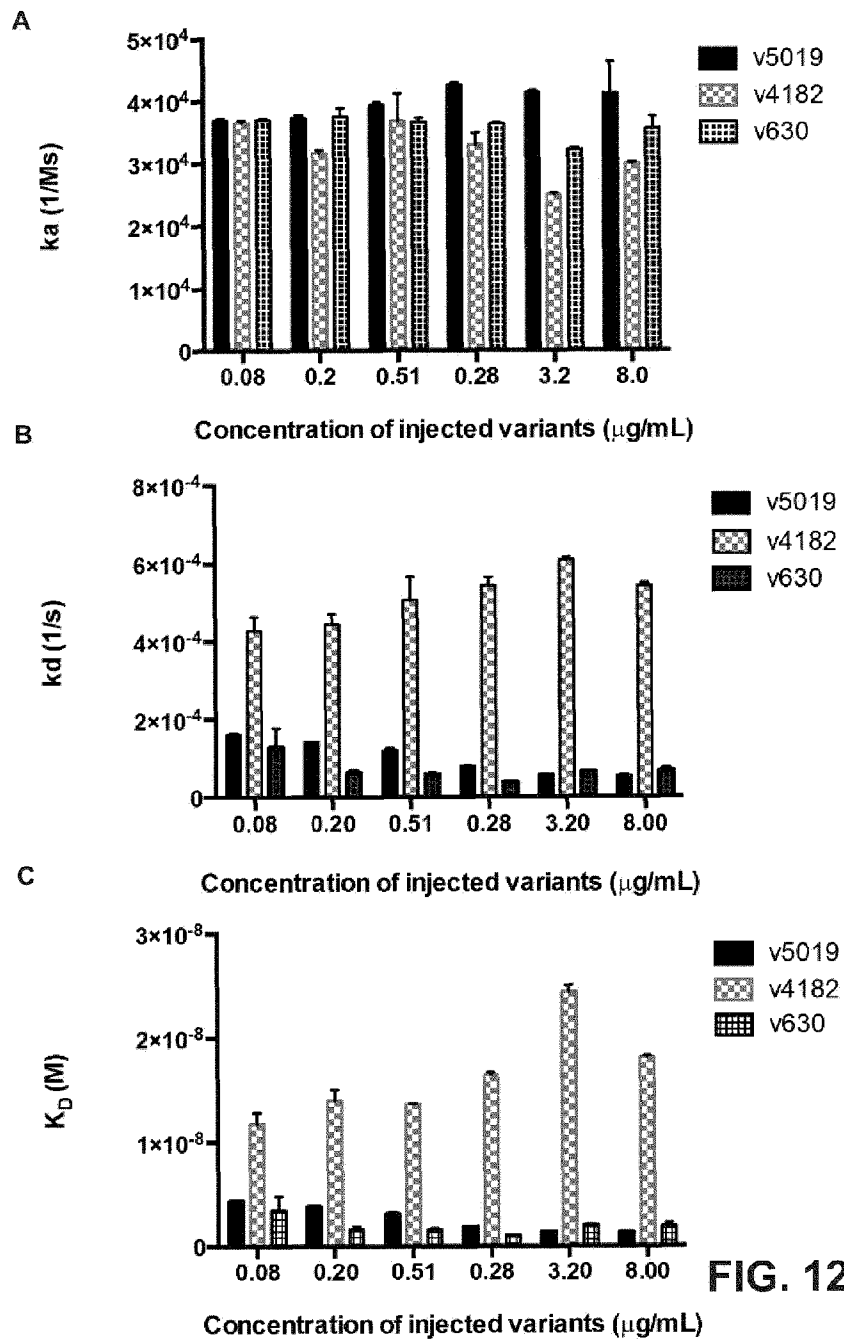 A
5×10⁴
4×10⁴
3×10⁴
2×10⁴
1×10⁴
0
ka (1/Ms)
v5019
v4182
v630
0.08 0.2 0.51 0.28 3.2 8.0
Concentration of injected variants (μg/mL)
B
8×10⁻⁴
6×10⁻⁴
4×10⁻⁴
2×10⁻⁴
0
kd (1/s)
v5019
v4182
v630
0.08 0.20 0.51 0.28 3.20 8.00
Concentration of injected variants (μg/mL)
C
3×10⁻⁸
2×10⁻⁸
1×10⁻⁸
0
K_D (M)
v5019
v4182
v630
0.08 0.20 0.51 0.28 3.20 8.00
Concentration of injected variants (μg/mL)
FIG. 12